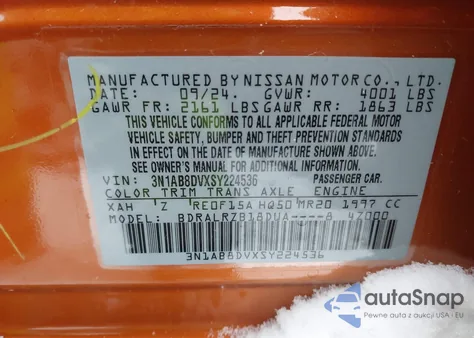 MANUFACTURED BY NISSAN MOTOR CO., LTD.
DATE: 09/24. GVWR: 4001 LBS
GAWR FR: 2161 LBS GAWR RR: 1863 LBS
THIS VEHICLE CONFORMS TO ALL APPLICABLE FEDERAL MOTOR
VEHICLE SAFETY, BUMPER AND THEFT PREVENTION STANDARDS
IN EFFECT ON THE DATE OF MANUFACTURE SHOWN ABOVE.
SEE OWNER'S MANUAL FOR ADDITIONAL INFORMATION.
VIN: 3N1AB8DVXSY224536 PASSENGER CAR.
COLOR TRIM TRANS AXLE ENGINE
XAH Z RE0F15A HQ50 MR20 1997 CC
MODEL: BDRALRZB18DUA----8 4Z000
3N1AB8DVXSY224536
autoSnap
Pewne auta z aukcji USA - EU